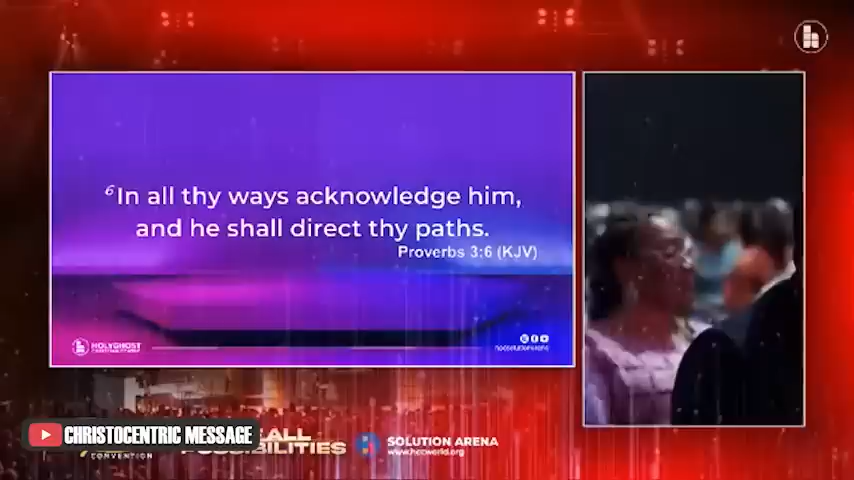 ⁶In all thy ways acknowledge him,
and he shall direct thy paths.
Proverbs 3:6 (KJV)
HOLYGHOST
CHRISTOCENTRIC MESSAGE
CONVENTION
ALL
POSSIBILITIES
SOLUTION ARENA
www.hccworld.org